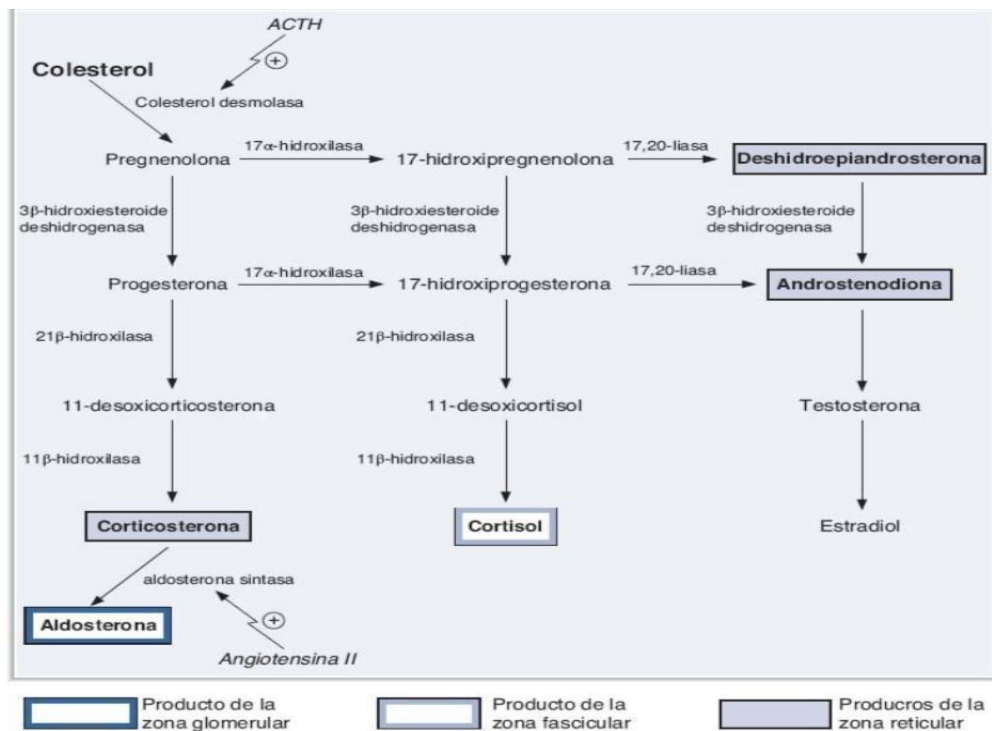 ACTH
Colesterol
Colesterol desmolasa
Pregnenolona
17α-hidroxilasa
17-hidroxipregnenolona
17,20-liasa
Deshidroepiandrosterona
3β-hidroxiesteroide
deshidrogenasa
3β-hidroxiesteroide
deshidrogenasa
3β-hidroxiesteroide
deshidrogenasa
Progesterona
17α-hidroxilasa
17-hidroxiprogesterona
17,20-liasa
Androstenodiona
21β-hidroxilasa
21β-hidroxilasa
11-desoxicorticosterona
11-desoxicortisol
Testosterona
11β-hidroxilasa
11β-hidroxilasa
Corticosterona
Cortisol
Estradiol
aldosterona sintasa
Aldosterona
Angiotensina II
Producto de la
zona glomerular
Producto de la
zona fascicular
Producros de la
zona reticular